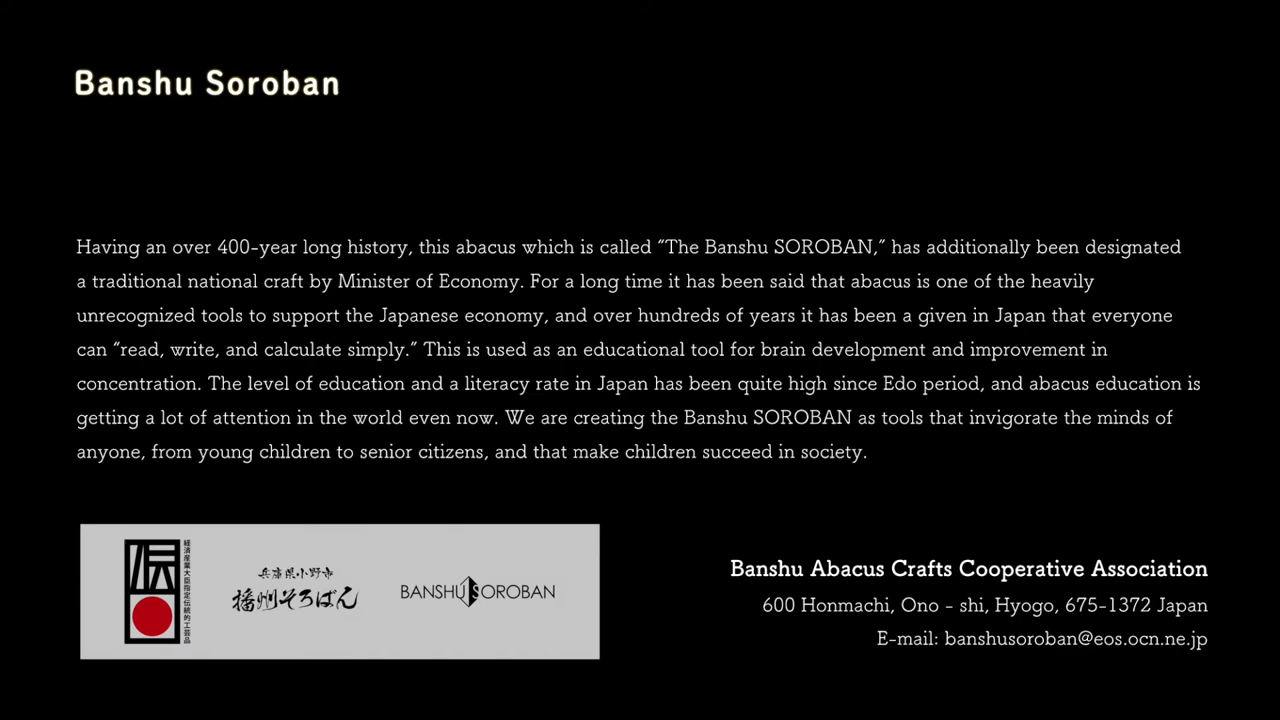 Banshu Soroban
Having an over 400-year long history, this abacus which is called "The Banshu SOROBAN," has additionally been designated
a traditional national craft by Minister of Economy. For a long time it has been said that abacus is one of the heavily
unrecognized tools to support the Japanese economy, and over hundreds of years it has been a given in Japan that everyone
can "read, write, and calculate simply." This is used as an educational tool for brain development and improvement in
concentration. The level of education and a literacy rate in Japan has been quite high since Edo period, and abacus education is
getting a lot of attention in the world even now. We are creating the Banshu SOROBAN as tools that invigorate the minds of
anyone, from young children to senior citizens, and that make children succeed in society.
伝
経済産業大臣指定伝統的工芸品
兵庫県小野市
播州そろばん
BANSHU SOROBAN
Banshu Abacus Crafts Cooperative Association
600 Honmachi, Ono - shi, Hyogo, 675-1372 Japan
E-mail: banshusoroban@eos.ocn.ne.jp